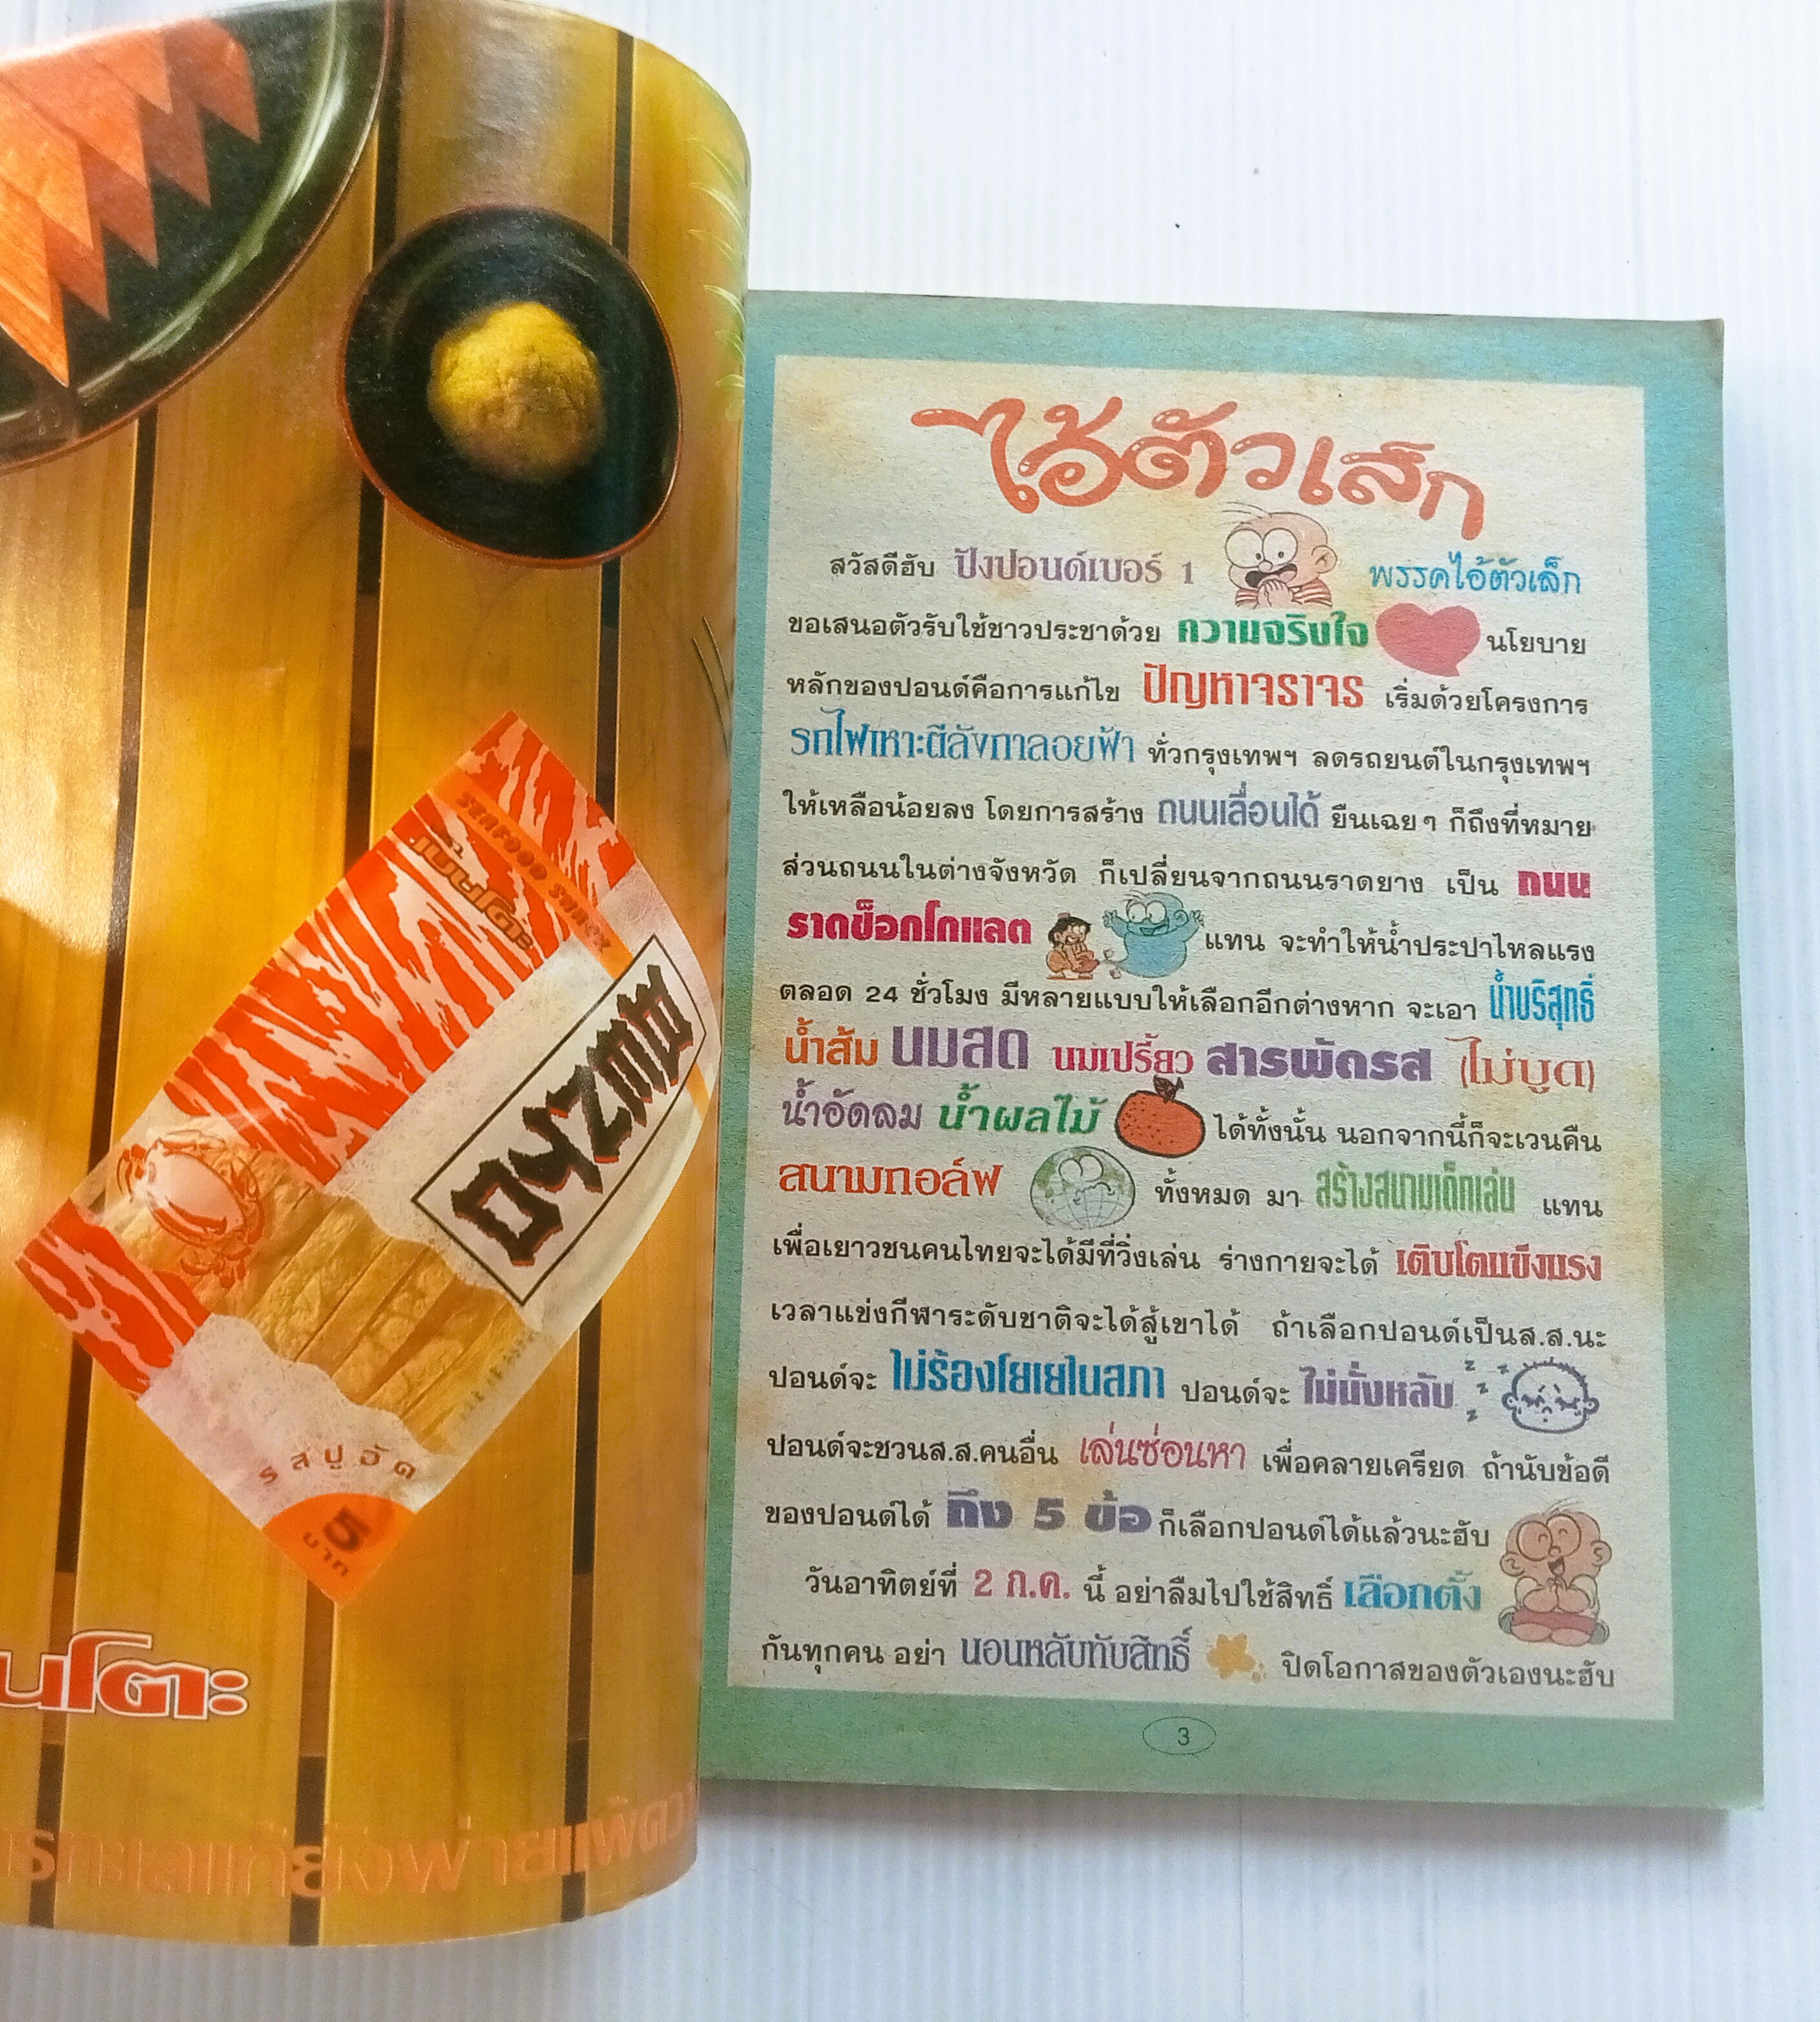 SEAFOOD SNACK
เบ็นโตะ
รสปูอัด
5
บาท
นโตะ
ไอ้ตัวเล็ก
สวัสดีฮับ ปังปอนด์เบอร์ 1 พรรคไอ้ตัวเล็ก
ขอเสนอตัวรับใช้ชาวประชาด้วย ความจริงใจ นโยบาย
หลักของปอนด์คือการแก้ไข ปัญหาจราจร เริ่มด้วยโครงการ
รถไฟเหาะตีลังกาลอยฟ้า ทั่วกรุงเทพฯ ลดรถยนต์ในกรุงเทพฯ
ให้เหลือน้อยลง โดยการสร้าง ถนนเลื่อนได้ ยืนเฉยๆ ก็ถึงที่หมาย
ส่วนถนนในต่างจังหวัด ก็เปลี่ยนจากถนนราดยาง เป็น ถนน
ราดช็อกโกแลต แทน จะทำให้น้ำประปาไหลแรง
ตลอด 24 ชั่วโมง มีหลายแบบให้เลือกอีกต่างหาก จะเอา น้ำบริสุทธิ์
น้ำส้ม นมสด นมเปรี้ยว สารพัดรส (ไม่บูด)
น้ำอัดลม น้ำผลไม้ ได้ทั้งนั้น นอกจากนี้ก็จะเวนคืน
สนามกอล์ฟ ทั้งหมด มา สร้างสนามเด็กเล่น แทน
เพื่อเยาวชนคนไทยจะได้มีที่วิ่งเล่น ร่างกายจะได้ เติบโตแข็งแรง
เวลาแข่งกีฬาระดับชาติจะได้สู้เขาได้ ถ้าเลือกปอนด์เป็นส.ส.นะ
ปอนด์จะ ไม่ร้องโยเยในสภา ปอนด์จะ ไม่นั่งหลับ z z z z
ปอนด์จะชวนส.ส.คนอื่น เล่นซ่อนหา เพื่อคลายเครียด ถ้านับข้อดี
ของปอนด์ได้ ถึง 5 ข้อ ก็เลือกปอนด์ได้แล้วนะฮับ
วันอาทิตย์ที่ 2 ก.ค. นี้ อย่าลืมไปใช้สิทธิ์ เลือกตั้ง
กันทุกคน อย่า นอนหลับทับสิทธิ์ ปิดโอกาสของตัวเองนะฮับ
3